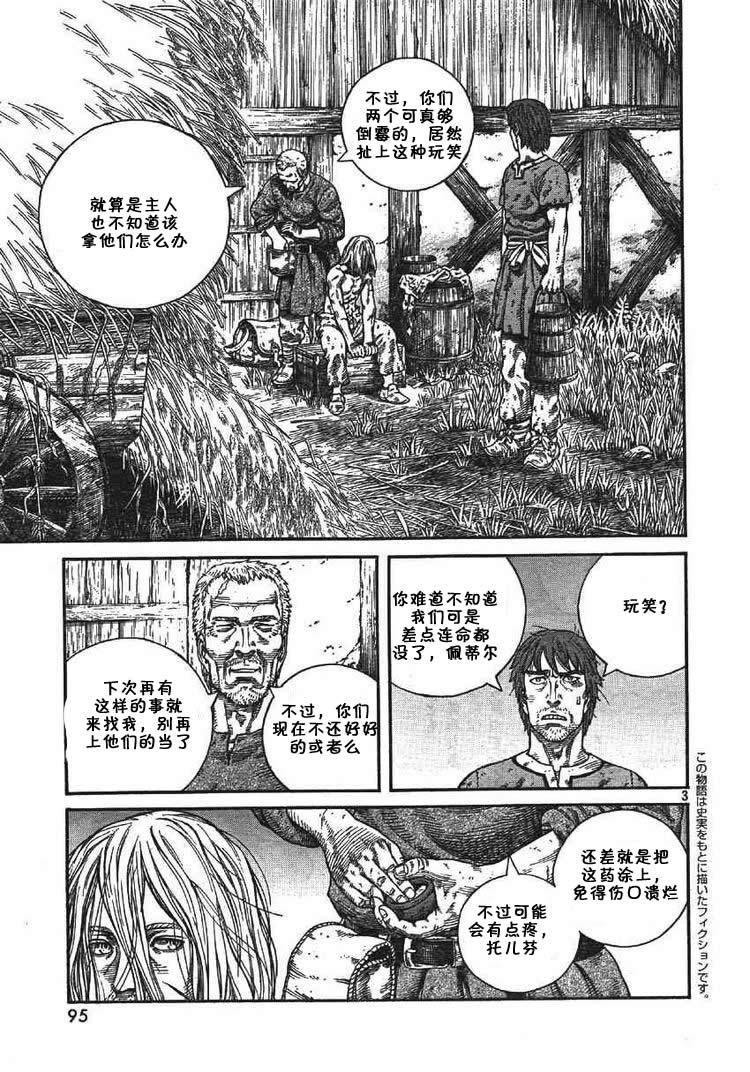 不过，你们
两个可真够
倒霉的，居然
扯上这种玩笑
就算是主人
也不知道该
拿他们怎么办
玩笑？
你难道不知道
我们可是
差点连命都
没了，佩蒂尔
不过，你们
现在不还好好
的或者么
下次再有
这样的事就
来找我，别再
上他们的当了
3
还差就是把
这药涂上，
免得伤口溃烂
不过可能
会有点疼，
托儿芬
この物語は史実をもとに描いたフィクションです。
95